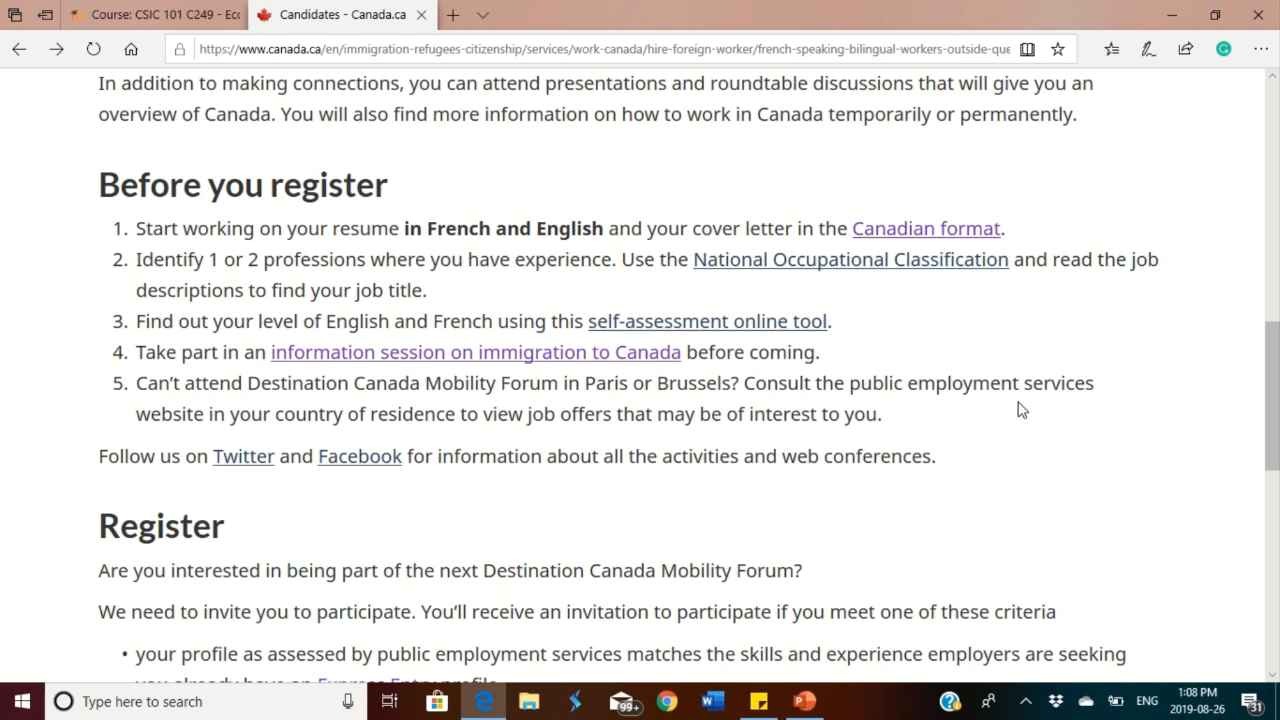 Course: CSIC 101 C249 - Ec
Candidates - Canada.ca
https://www.canada.ca/en/immigration-refugees-citizenship/services/work-canada/hire-foreign-worker/french-speaking-bilingual-workers-outside-que
In addition to making connections, you can attend presentations and roundtable discussions that will give you an
overview of Canada. You will also find more information on how to work in Canada temporarily or permanently.
Before you register
1. Start working on your resume in French and English and your cover letter in the Canadian format.
2. Identify 1 or 2 professions where you have experience. Use the National Occupational Classification and read the job
descriptions to find your job title.
3. Find out your level of English and French using this self-assessment online tool.
4. Take part in an information session on immigration to Canada before coming.
5. Can't attend Destination Canada Mobility Forum in Paris or Brussels? Consult the public employment services
website in your country of residence to view job offers that may be of interest to you.
Follow us on Twitter and Facebook for information about all the activities and web conferences.
Register
Are you interested in being part of the next Destination Canada Mobility Forum?
We need to invite you to participate. You'll receive an invitation to participate if you meet one of these criteria
• your profile as assessed by public employment services matches the skills and experience employers are seeking
you already have an Express Entry profile
Type here to search
99+
ENG
1:08 PM
2019-08-26
31